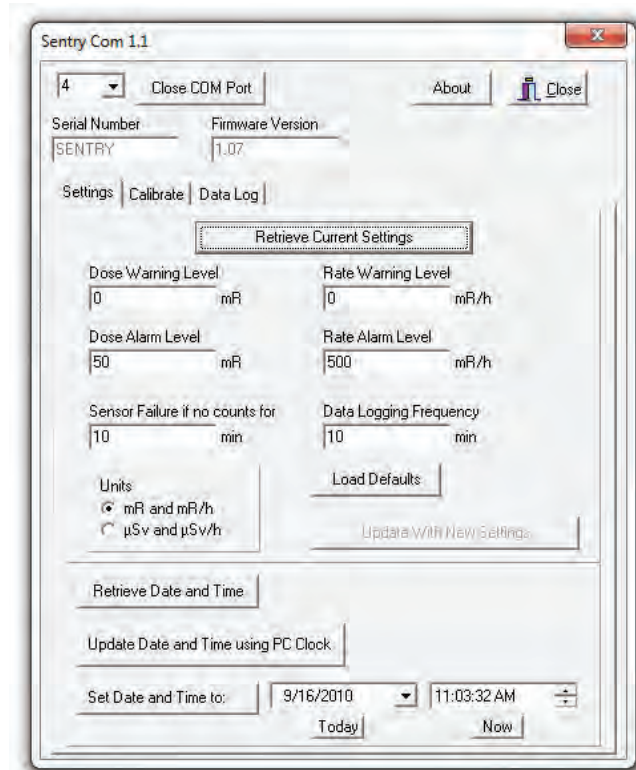 Sentry Com 1.1
4 Close COM Port About Close
Serial Number Firmware Version
SENTRY 1.07
Settings Calibrate Data Log
Retrieve Current Settings
Dose Warning Level Rate Warning Level
0 mR 0 mR/h
Dose Alarm Level Rate Alarm Level
50 mR 500 mR/h
Sensor Failure if no counts for Data Logging Frequency
10 min 10 min
Units Load Defaults
mR and mR/h
µSv and µSv/h Update With New Settings
Retrieve Date and Time
Update Date and Time using PC Clock
Set Date and Time to: 9/16/2010 11:03:32 AM
Today Now